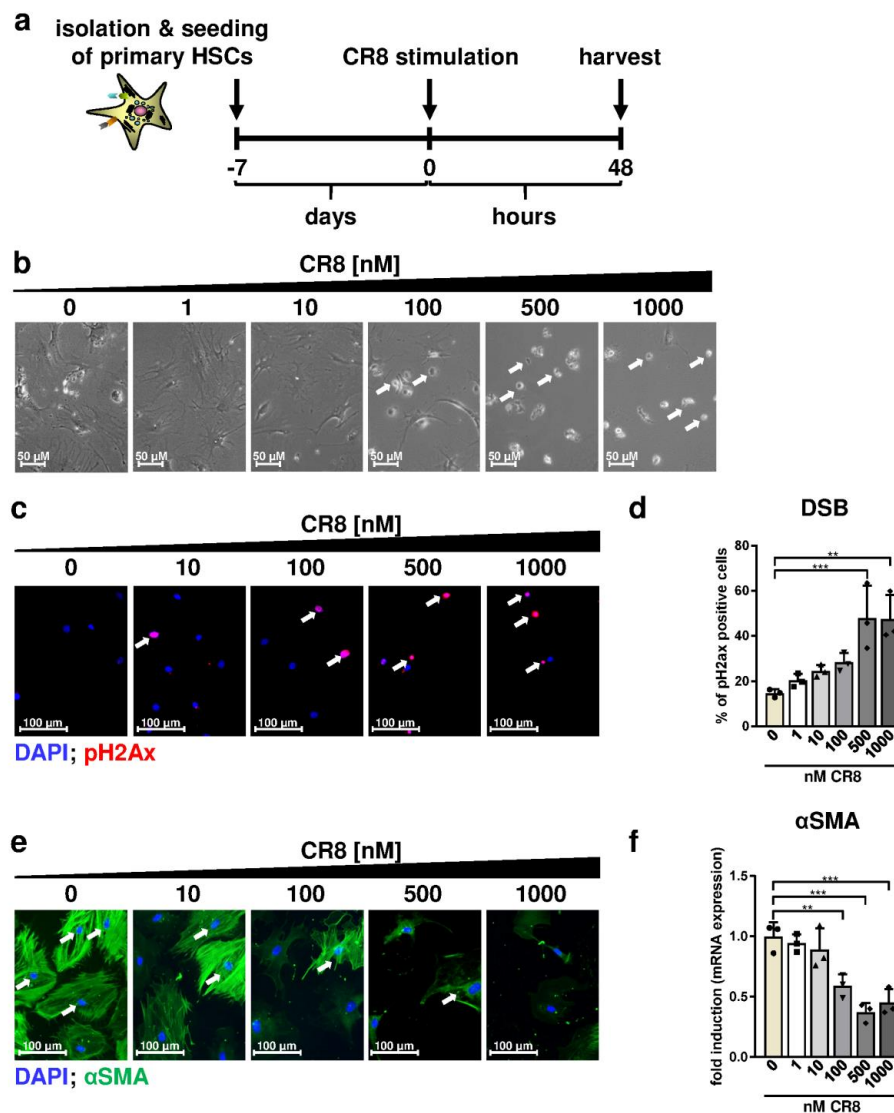 a
isolation & seeding
of primary HSCs
CR8 stimulation
harvest
-7
0
48
days
hours
b
CR8 [nM]
0 1 10 100 500 1000
50 µM 50 µM 50 µM 50 µM 50 µM 50 µM
c
CR8 [nM]
0 10 100 500 1000
100 µm 100 µm 100 µm 100 µm 100 µm
DAPI; pH2Ax
d
DSB
% of pH2ax positive cells
80
60
40
20
0
**
***
0 1 10 100 500 1000
nM CR8
e
CR8 [nM]
0 10 100 500 1000
100 µm 100 µm 100 µm 100 µm 100 µm
DAPI; αSMA
f
αSMA
fold induction (mRNA expression)
1.5
1.0
0.5
0.0
***
***
**
0 1 10 100 500 1000
nM CR8